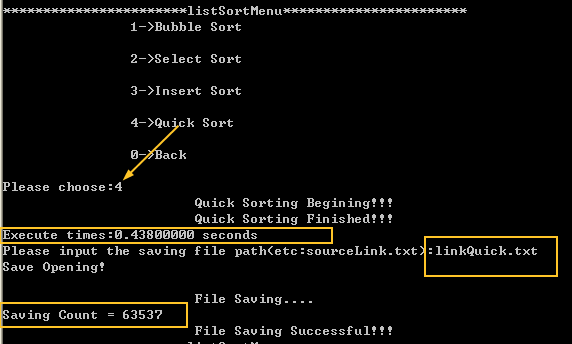 ***********************listSortMenu***********************
1->Bubble Sort
2->Select Sort
3->Insert Sort
4->Quick Sort
0->Back
Please choose:4
Quick Sorting Begining!!!
Quick Sorting Finished!!!
Execute times:0.43800000 seconds
Please input the saving file path(etc:sourceLink.txt):linkQuick.txt
Save Opening!
File Saving....
Saving Count = 63537
File Saving Successful!!!